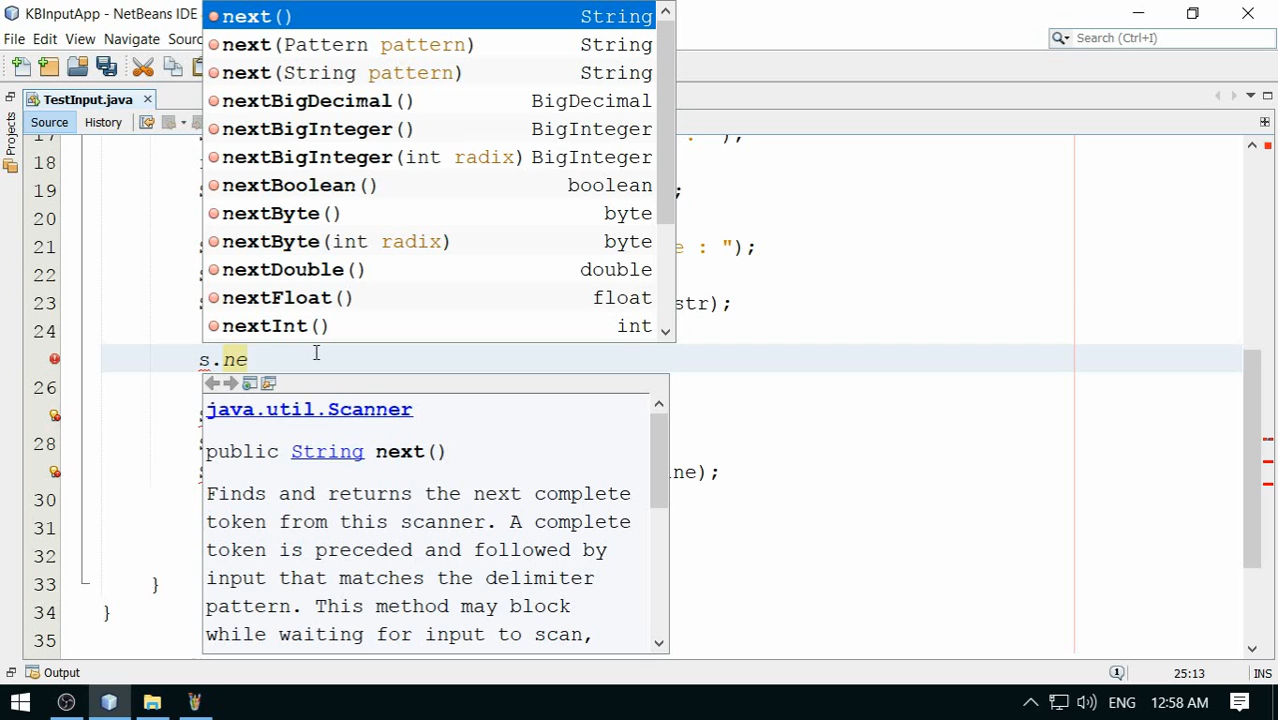 KBInputApp - NetBeans IDE
File Edit View Navigate Sour
Search (Ctrl+I)
TestInput.java
Projects
Source History
next() String
next(Pattern pattern) String
next(String pattern) String
nextBigDecimal() BigDecimal
nextBigInteger() BigInteger
nextBigInteger(int radix) BigInteger
nextBoolean() boolean
nextByte() byte
nextByte(int radix) byte
nextDouble() double
nextFloat() float
nextInt() int
17 : ");
18
19 ;
20
21 e : ");
22
23 str);
24
s.ne
26
28
ne);
30
31
32
33 }
34 }
35
java.util.Scanner
public String next()
Finds and returns the next complete
token from this scanner. A complete
token is preceded and followed by
input that matches the delimiter
pattern. This method may block
while waiting for input to scan,
Output
1
25:13
INS
ENG
12:58 AM